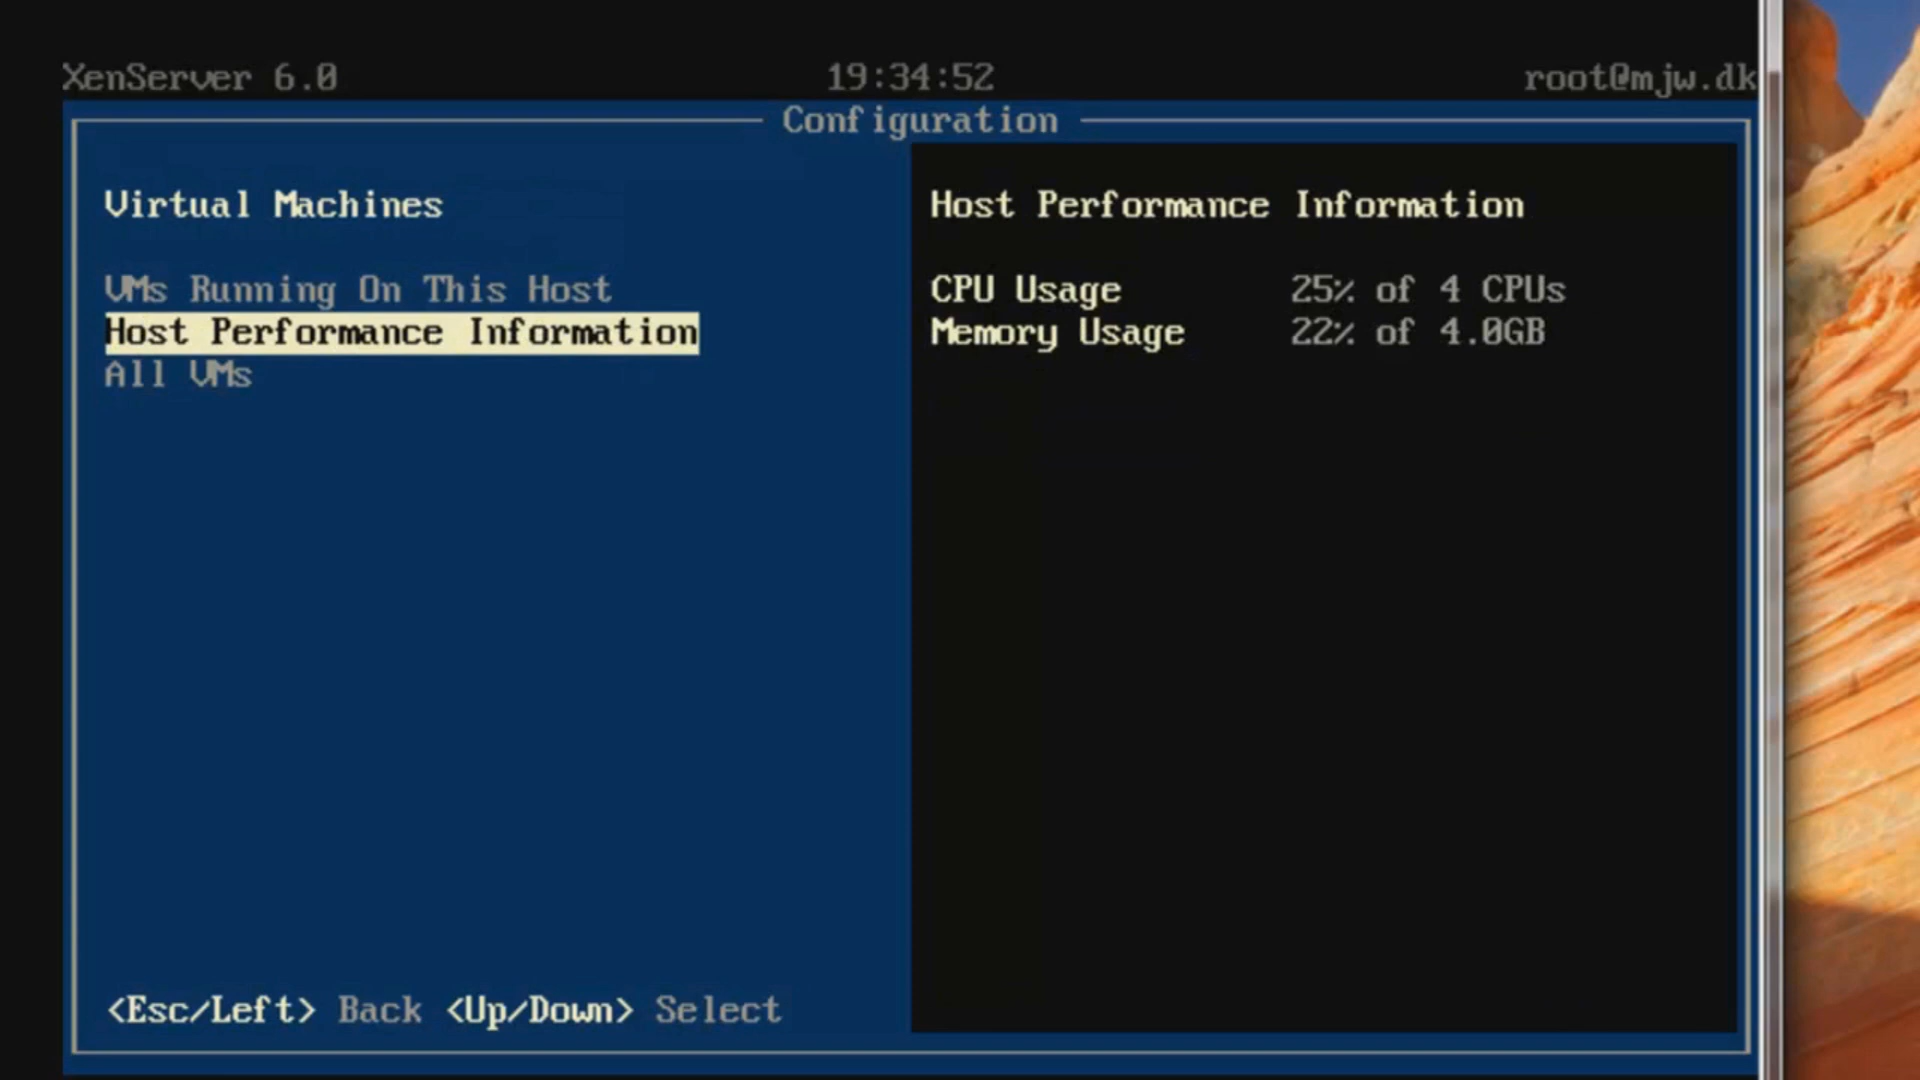 XenServer 6.0 19:34:52 root@mjw.dk
Configuration
Virtual Machines
VMs Running On This Host
Host Performance Information
All VMs
Host Performance Information
CPU Usage 25% of 4 CPUs
Memory Usage 22% of 4.0GB
<Esc/Left> Back <Up/Down> Select